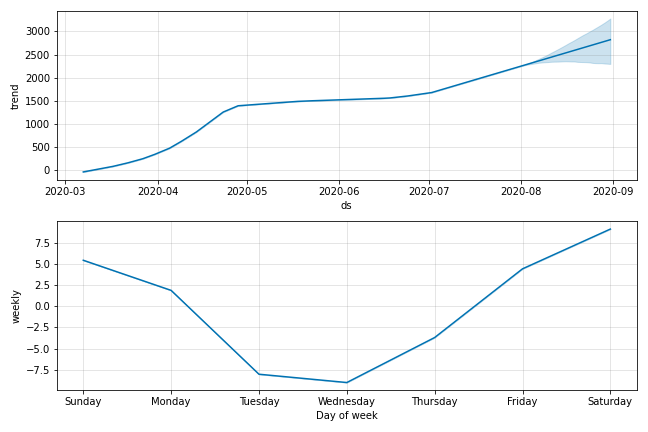 3000
2500
2000
1500
1000
500
0
trend
2020-03 2020-04 2020-05 2020-06 2020-07 2020-08 2020-09
ds
7.5
5.0
2.5
0.0
−2.5
−5.0
−7.5
weekly
Sunday Monday Tuesday Wednesday Thursday Friday Saturday
Day of week